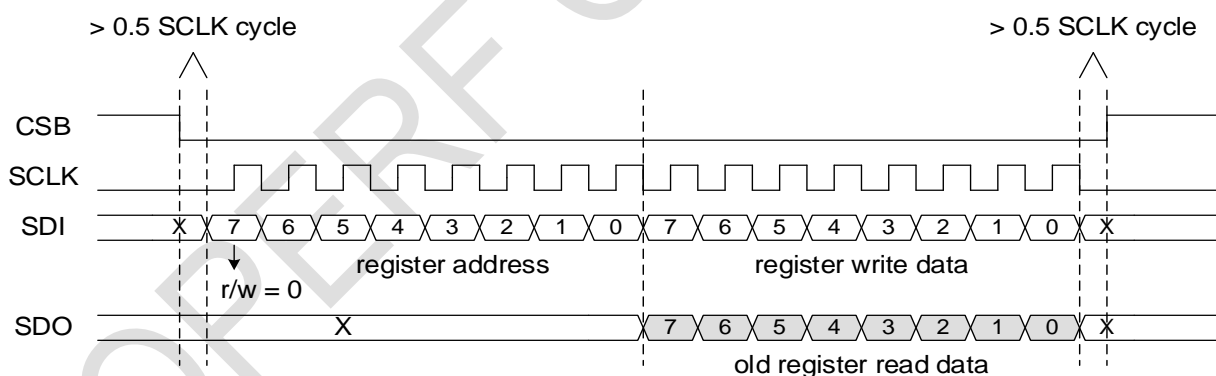 > 0.5 SCLK cycle > 0.5 SCLK cycle
CSB
SCLK
SDI X 7 6 5 4 3 2 1 0 7 6 5 4 3 2 1 0 X
register address register write data
r/w = 0
SDO X 7 6 5 4 3 2 1 0 X
old register read data
OPERF